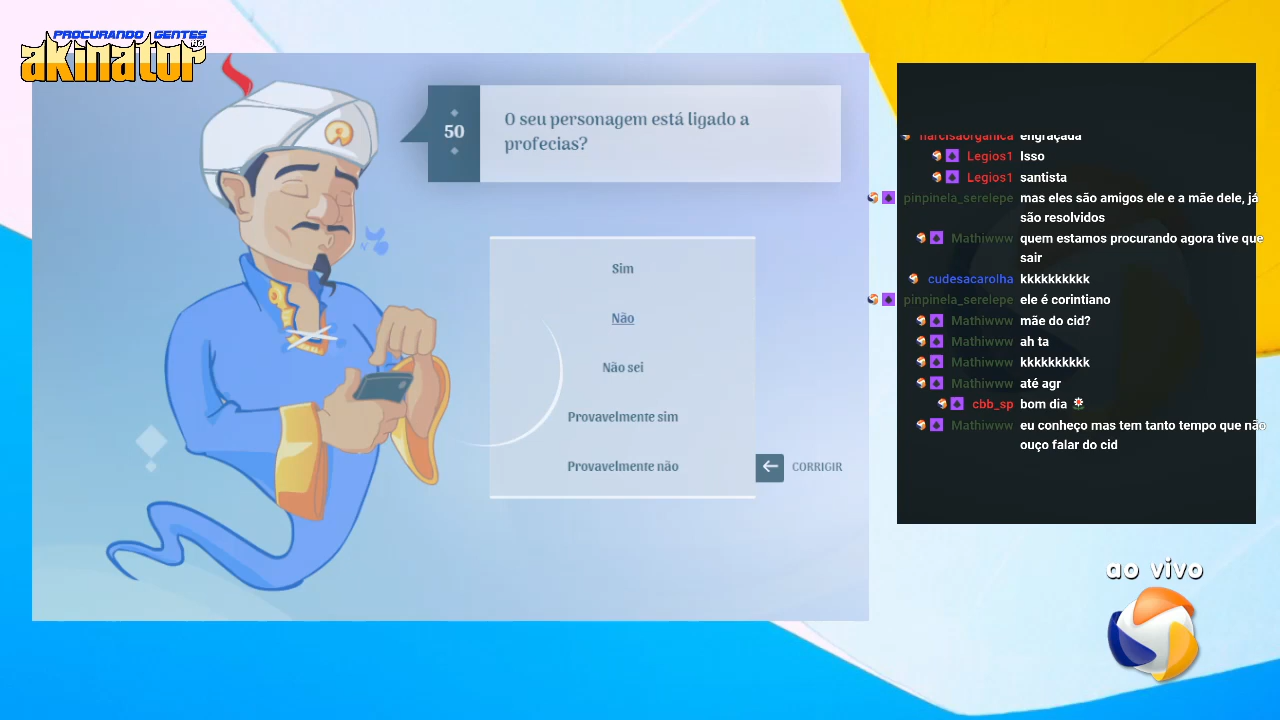 PROCURANDO GENTES
NO
akinator
50
O seu personagem está ligado a
profecias?
Sim
Não
Não sei
Provavelmente sim
Provavelmente não
CORRIGIR
narcisaorganica engraçada
Legios1 Isso
Legios1 santista
pinpinela_serelepe mas eles são amigos ele e a mãe dele, já
são resolvidos
Mathiwww quem estamos procurando agora tive que
sair
cudesacarolha kkkkkkkkkk
pinpinela_serelepe ele é corintiano
Mathiwww mãe do cid?
Mathiwww ah ta
Mathiwww kkkkkkkkkk
Mathiwww até agr
cbb_sp bom dia
Mathiwww eu conheço mas tem tanto tempo que não
ouço falar do cid
ao vivo